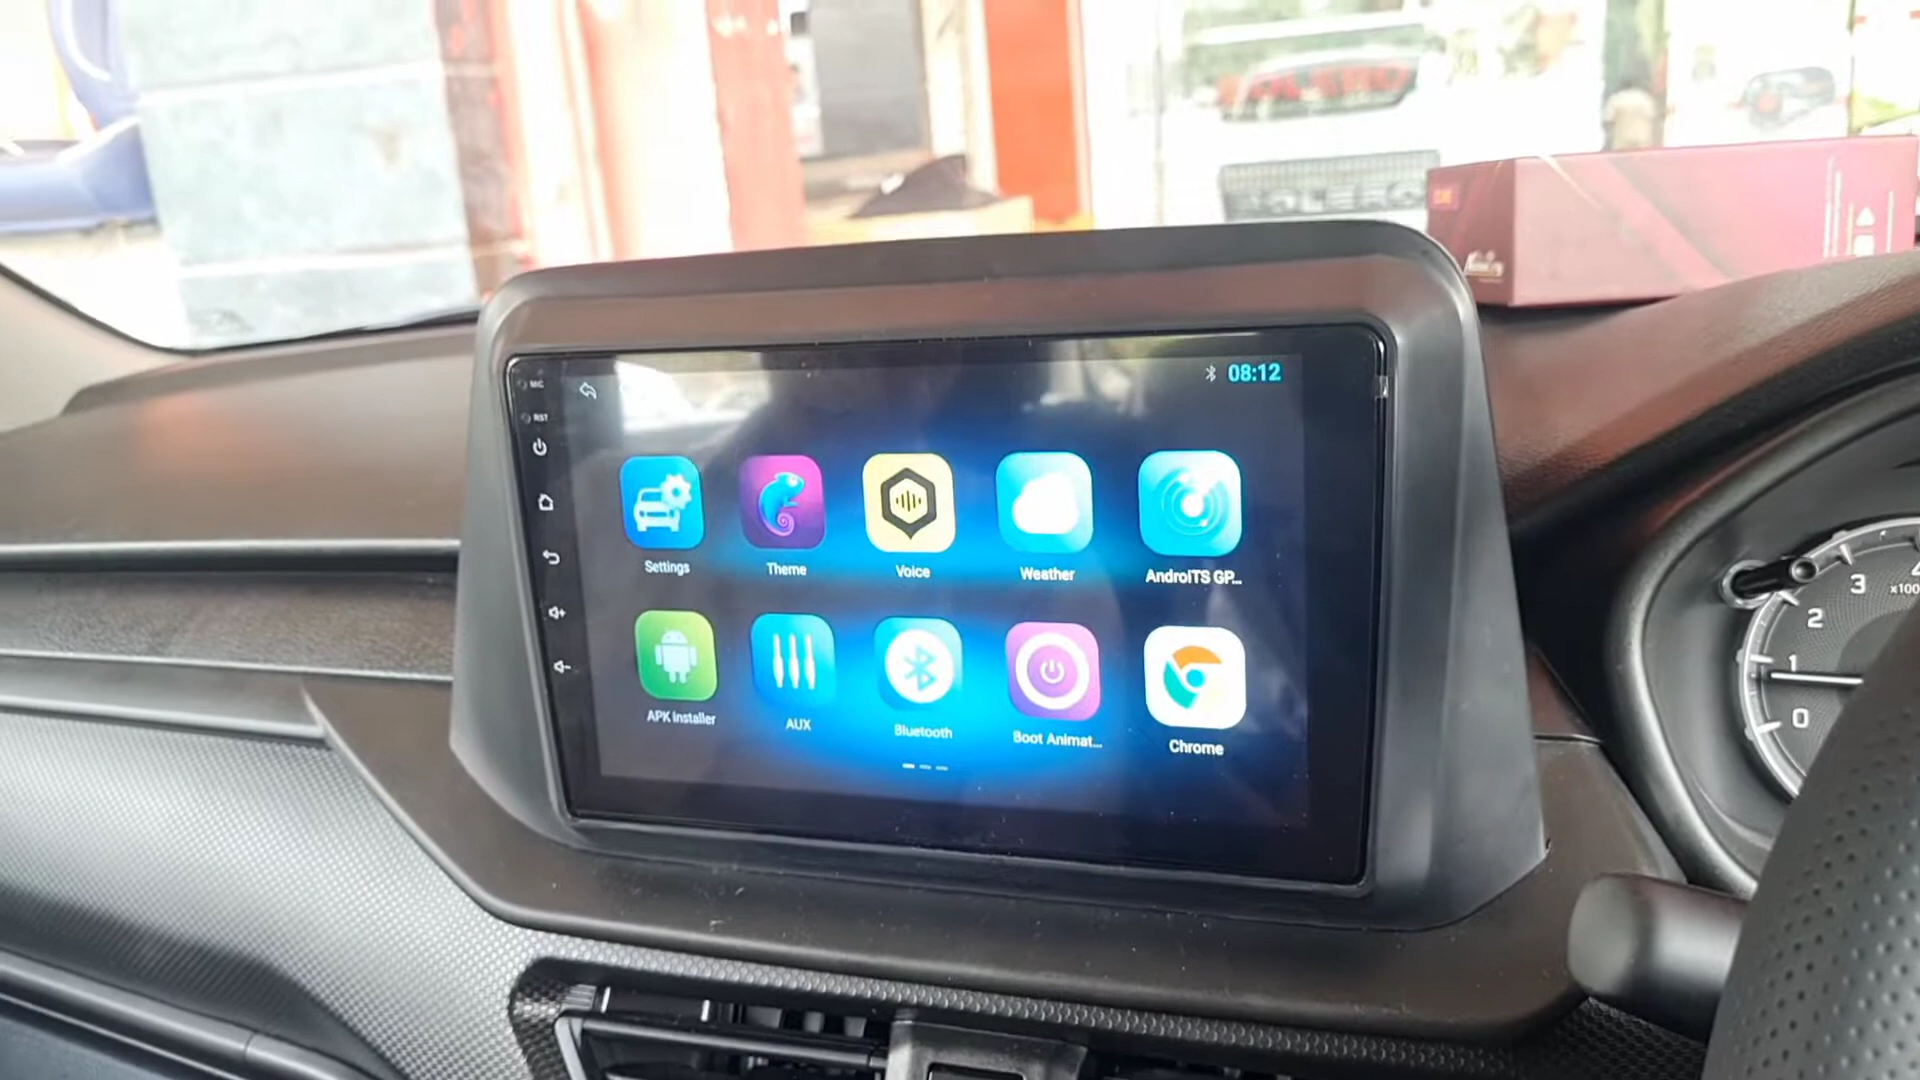 BOLERO
MIC
RST
08:12
Settings
Theme
Voice
Weather
AndroITS GP...
APK installer
AUX
Bluetooth
Boot Animat...
Chrome
3
2
1
0
x100